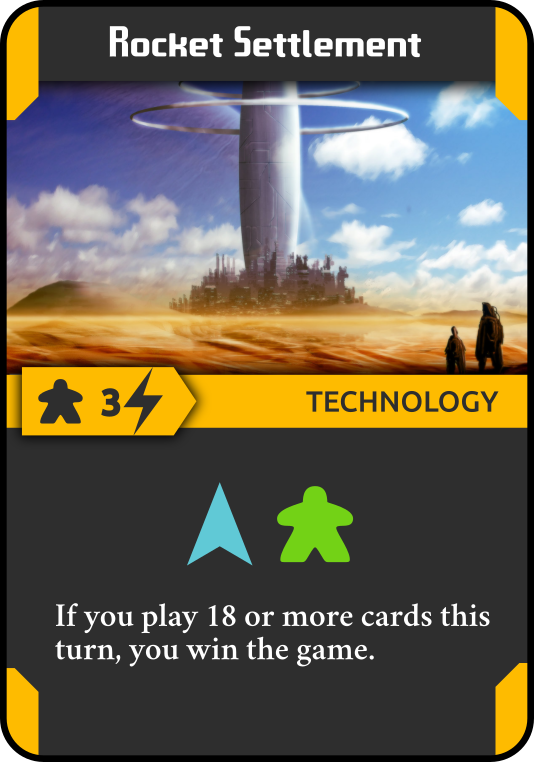 Rocket Settlement
3
TECHNOLOGY
If you play 18 or more cards this
turn, you win the game.